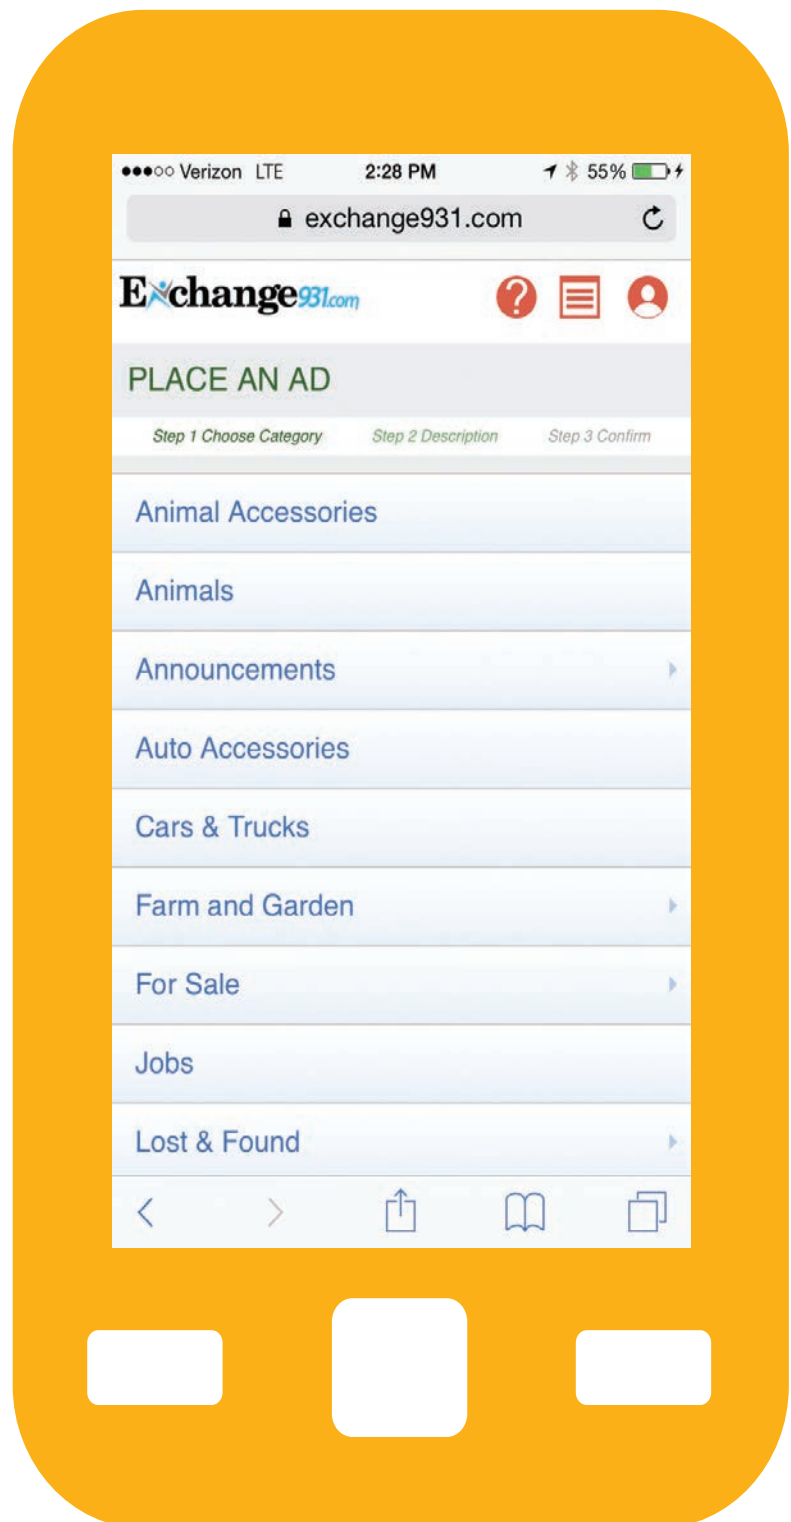 Verizon LTE 2:28 PM 55%
exchange931.com
Exchange931.com
PLACE AN AD
Step 1 Choose Category Step 2 Description Step 3 Confirm
Animal Accessories
Animals
Announcements
Auto Accessories
Cars & Trucks
Farm and Garden
For Sale
Jobs
Lost & Found